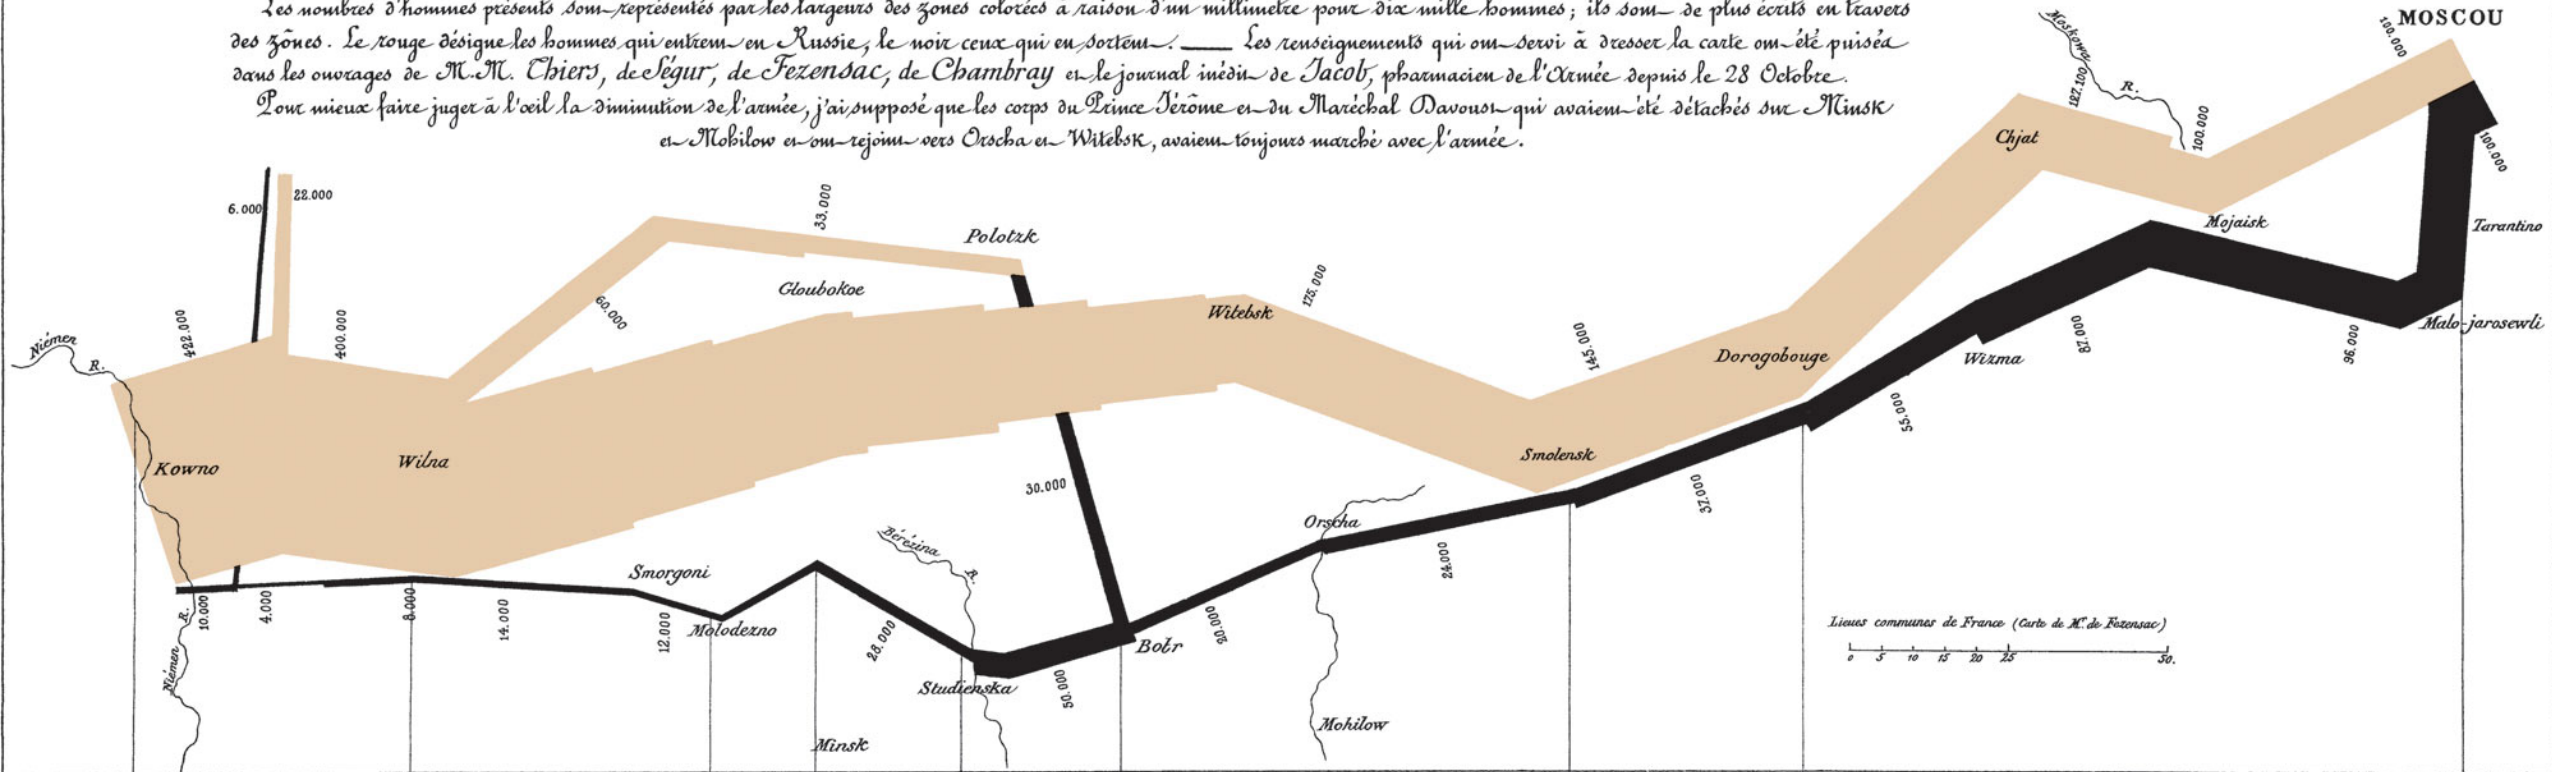 Les nombres d'hommes présents sont représentés par les largeurs des zones colorées à raison d'un millimètre pour dix mille hommes; ils sont de plus écrits en travers
des zônes. Le rouge désigne les hommes qui entrent en Russie, le noir ceux qui en sortent. — Les renseignements qui ont servi à dresser la carte ont été puisés
dans les ouvrages de M.M. Thiers, de Ségur, de Fezensac, de Chambray et le journal inédit de Jacob, pharmacien de l'Armée depuis le 28 Octobre.
Pour mieux faire juger à l'œil la diminution de l'armée, j'ai supposé que les corps du Prince Jérôme et du Maréchal Davoust qui avaient été détachés sur Minsk
et Mohilow et ont rejoint vers Orscha et Witebsk, avaient toujours marché avec l'armée.
MOSCOU
100.000
Moskowa
R.
127.100
100.000
Chjat
100.000
Mojaisk
Tarantino
6.000
22.000
33.000
Polotzk
Gloubokoe
60.000
175.000
Witebsk
422.000
400.000
Niémen
R.
145.000
Dorogobouge
Wizma
87.000
96.000
Malo-jarosewli
Kowno
Wilna
Smolensk
55.000
37.000
30.000
Orscha
24.000
Bérézina
R.
Smorgoni
Molodezno
10.000
4.000
8.000
14.000
12.000
28.000
20.000
Botr
R.
Niémen
Studienska
50.000
Minsk
Mohilow
Lieues communes de France (Carte de Mr. de Fezensac)
0 5 10 15 20 25 50.